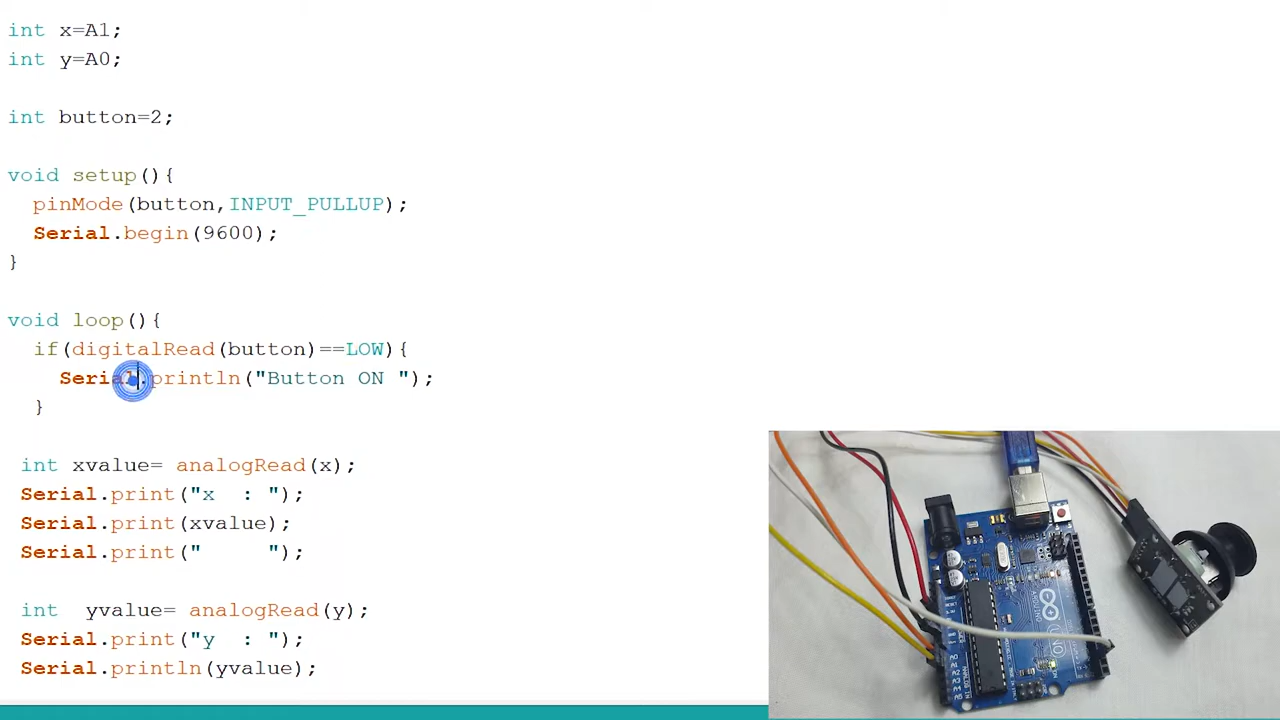 int x=A1;
int y=A0;
int button=2;
void setup(){
pinMode(button,INPUT_PULLUP);
Serial.begin(9600);
}
void loop(){
if(digitalRead(button)==LOW){
Serial.println("Button ON ");
}
int xvalue= analogRead(x);
Serial.print("x  : ");
Serial.print(xvalue);
Serial.print("      ");
int  yvalue= analogRead(y);
Serial.print("y  : ");
Serial.println(yvalue);